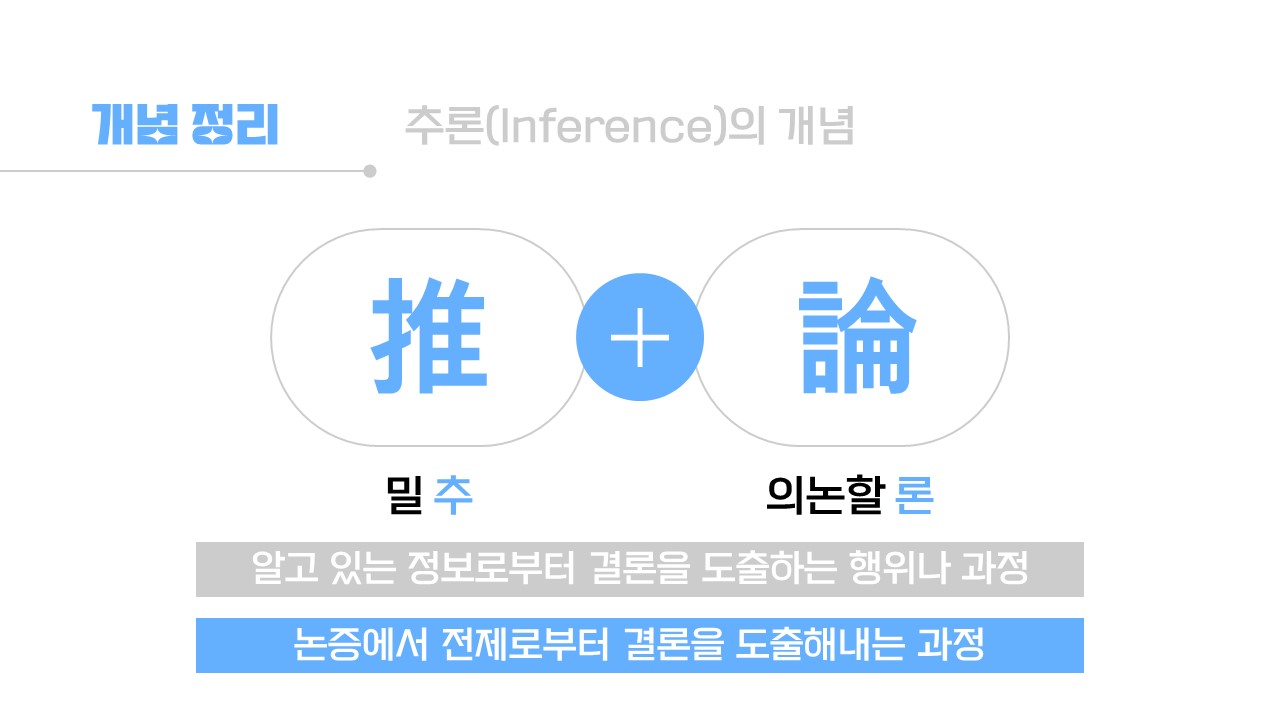 개념 정리
추론(Inference)의 개념
推 + 論
밀 추
의논할 론
알고 있는 정보로부터 결론을 도출하는 행위나 과정
논증에서 전제로부터 결론을 도출해내는 과정